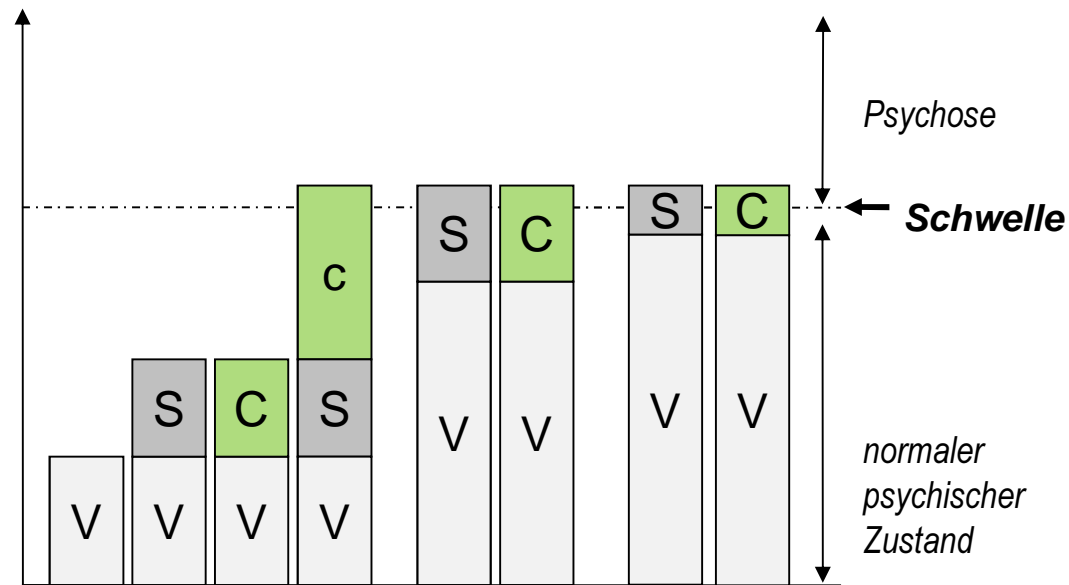 Psychose
S
C
Schwelle
c
S
C
S
C
S
V
V
V
V
V
V
V
V
normaler
psychischer
Zustand